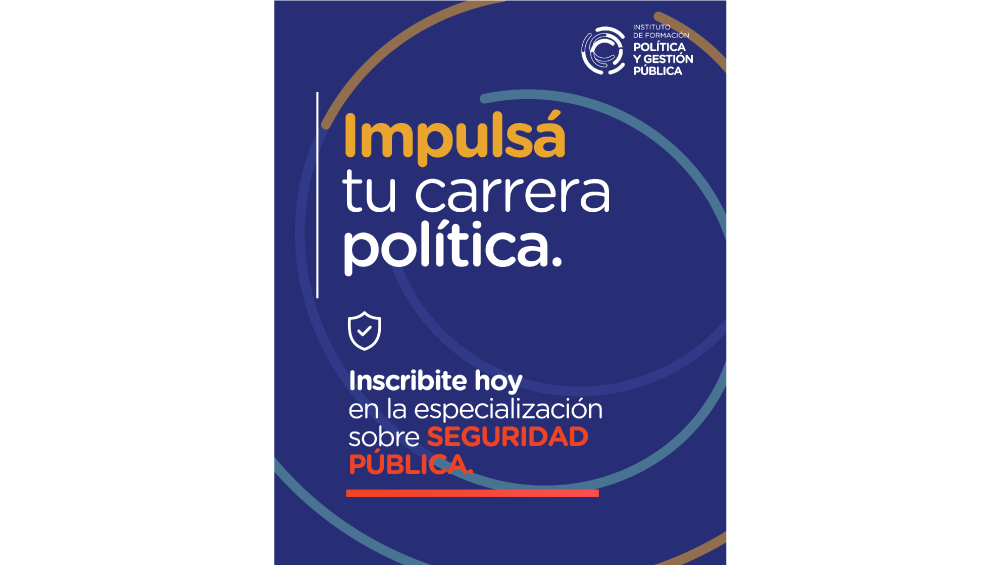 INSTITUTO
DE FORMACIÓN
POLÍTICA
Y GESTIÓN
PÚBLICA
Impulsá
tu carrera
política.
Inscribite hoy
en la especialización
sobre SEGURIDAD
PÚBLICA.